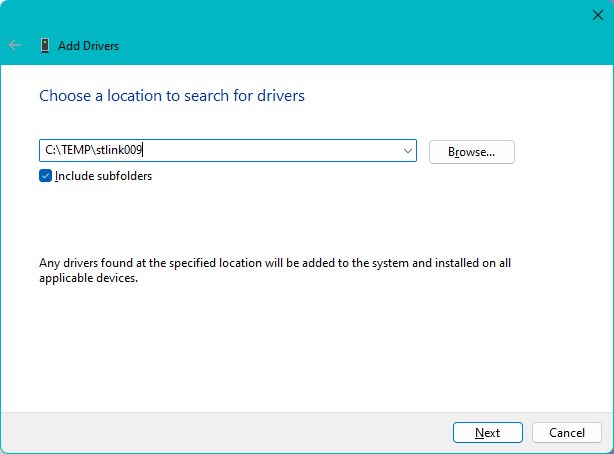 Add Drivers
Choose a location to search for drivers
C:\TEMP\stlink009
Browse...
Include subfolders
Any drivers found at the specified location will be added to the system and installed on all
applicable devices.
Next
Cancel